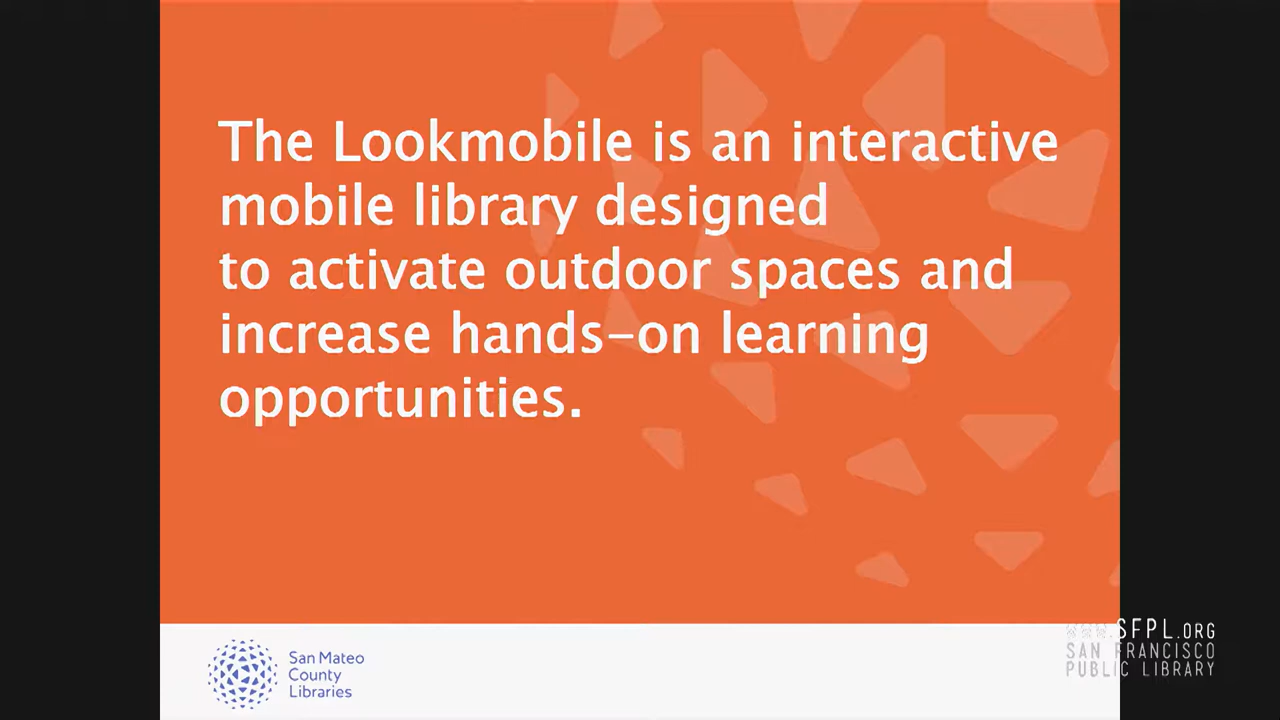 The Lookmobile is an interactive
mobile library designed
to activate outdoor spaces and
increase hands-on learning
opportunities.
San Mateo
County
Libraries
www.SFPL.ORG
SAN FRANCISCO
PUBLIC LIBRARY